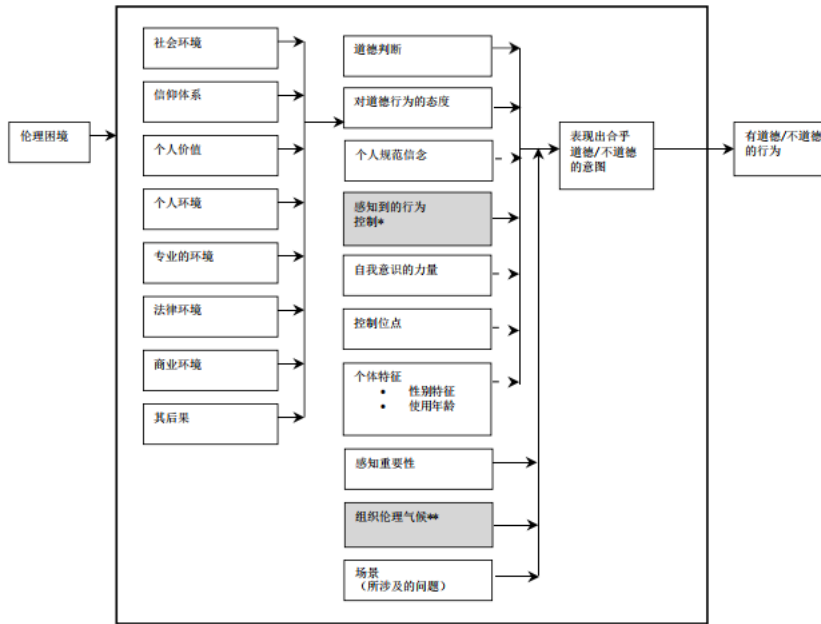 伦理困境
社会环境
信仰体系
个人价值
个人环境
专业的环境
法律环境
商业环境
其后果
道德判断
对道德行为的态度
个人规范信念
感知到的行为
控制*
自我意识的力量
控制位点
个体特征
• 性别特征
• 使用年龄
感知重要性
组织伦理气候**
场景
（所涉及的问题）
表现出合乎
道德/不道德
的意图
有道德/不道德
的行为